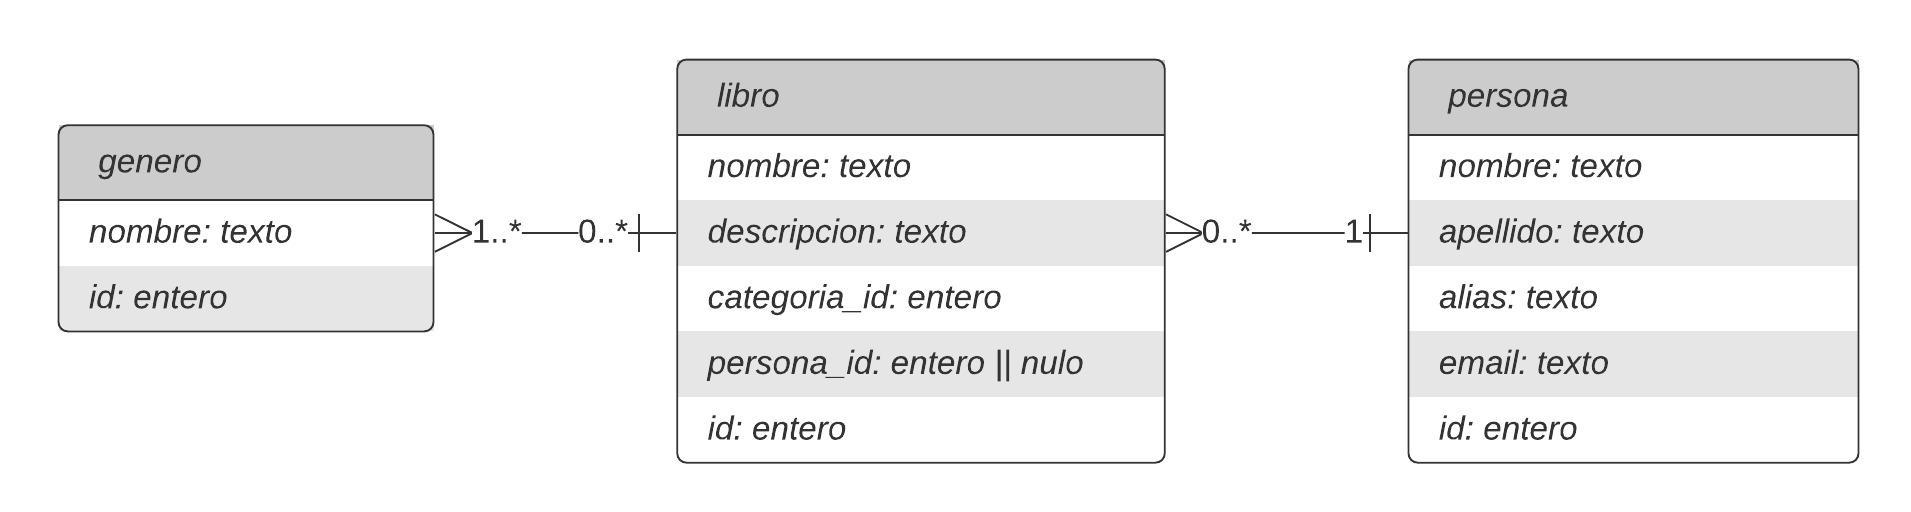 genero
nombre: texto
id: entero
1..*
0..*
libro
nombre: texto
descripcion: texto
categoria_id: entero
persona_id: entero || nulo
id: entero
0..*
1
persona
nombre: texto
apellido: texto
alias: texto
email: texto
id: entero